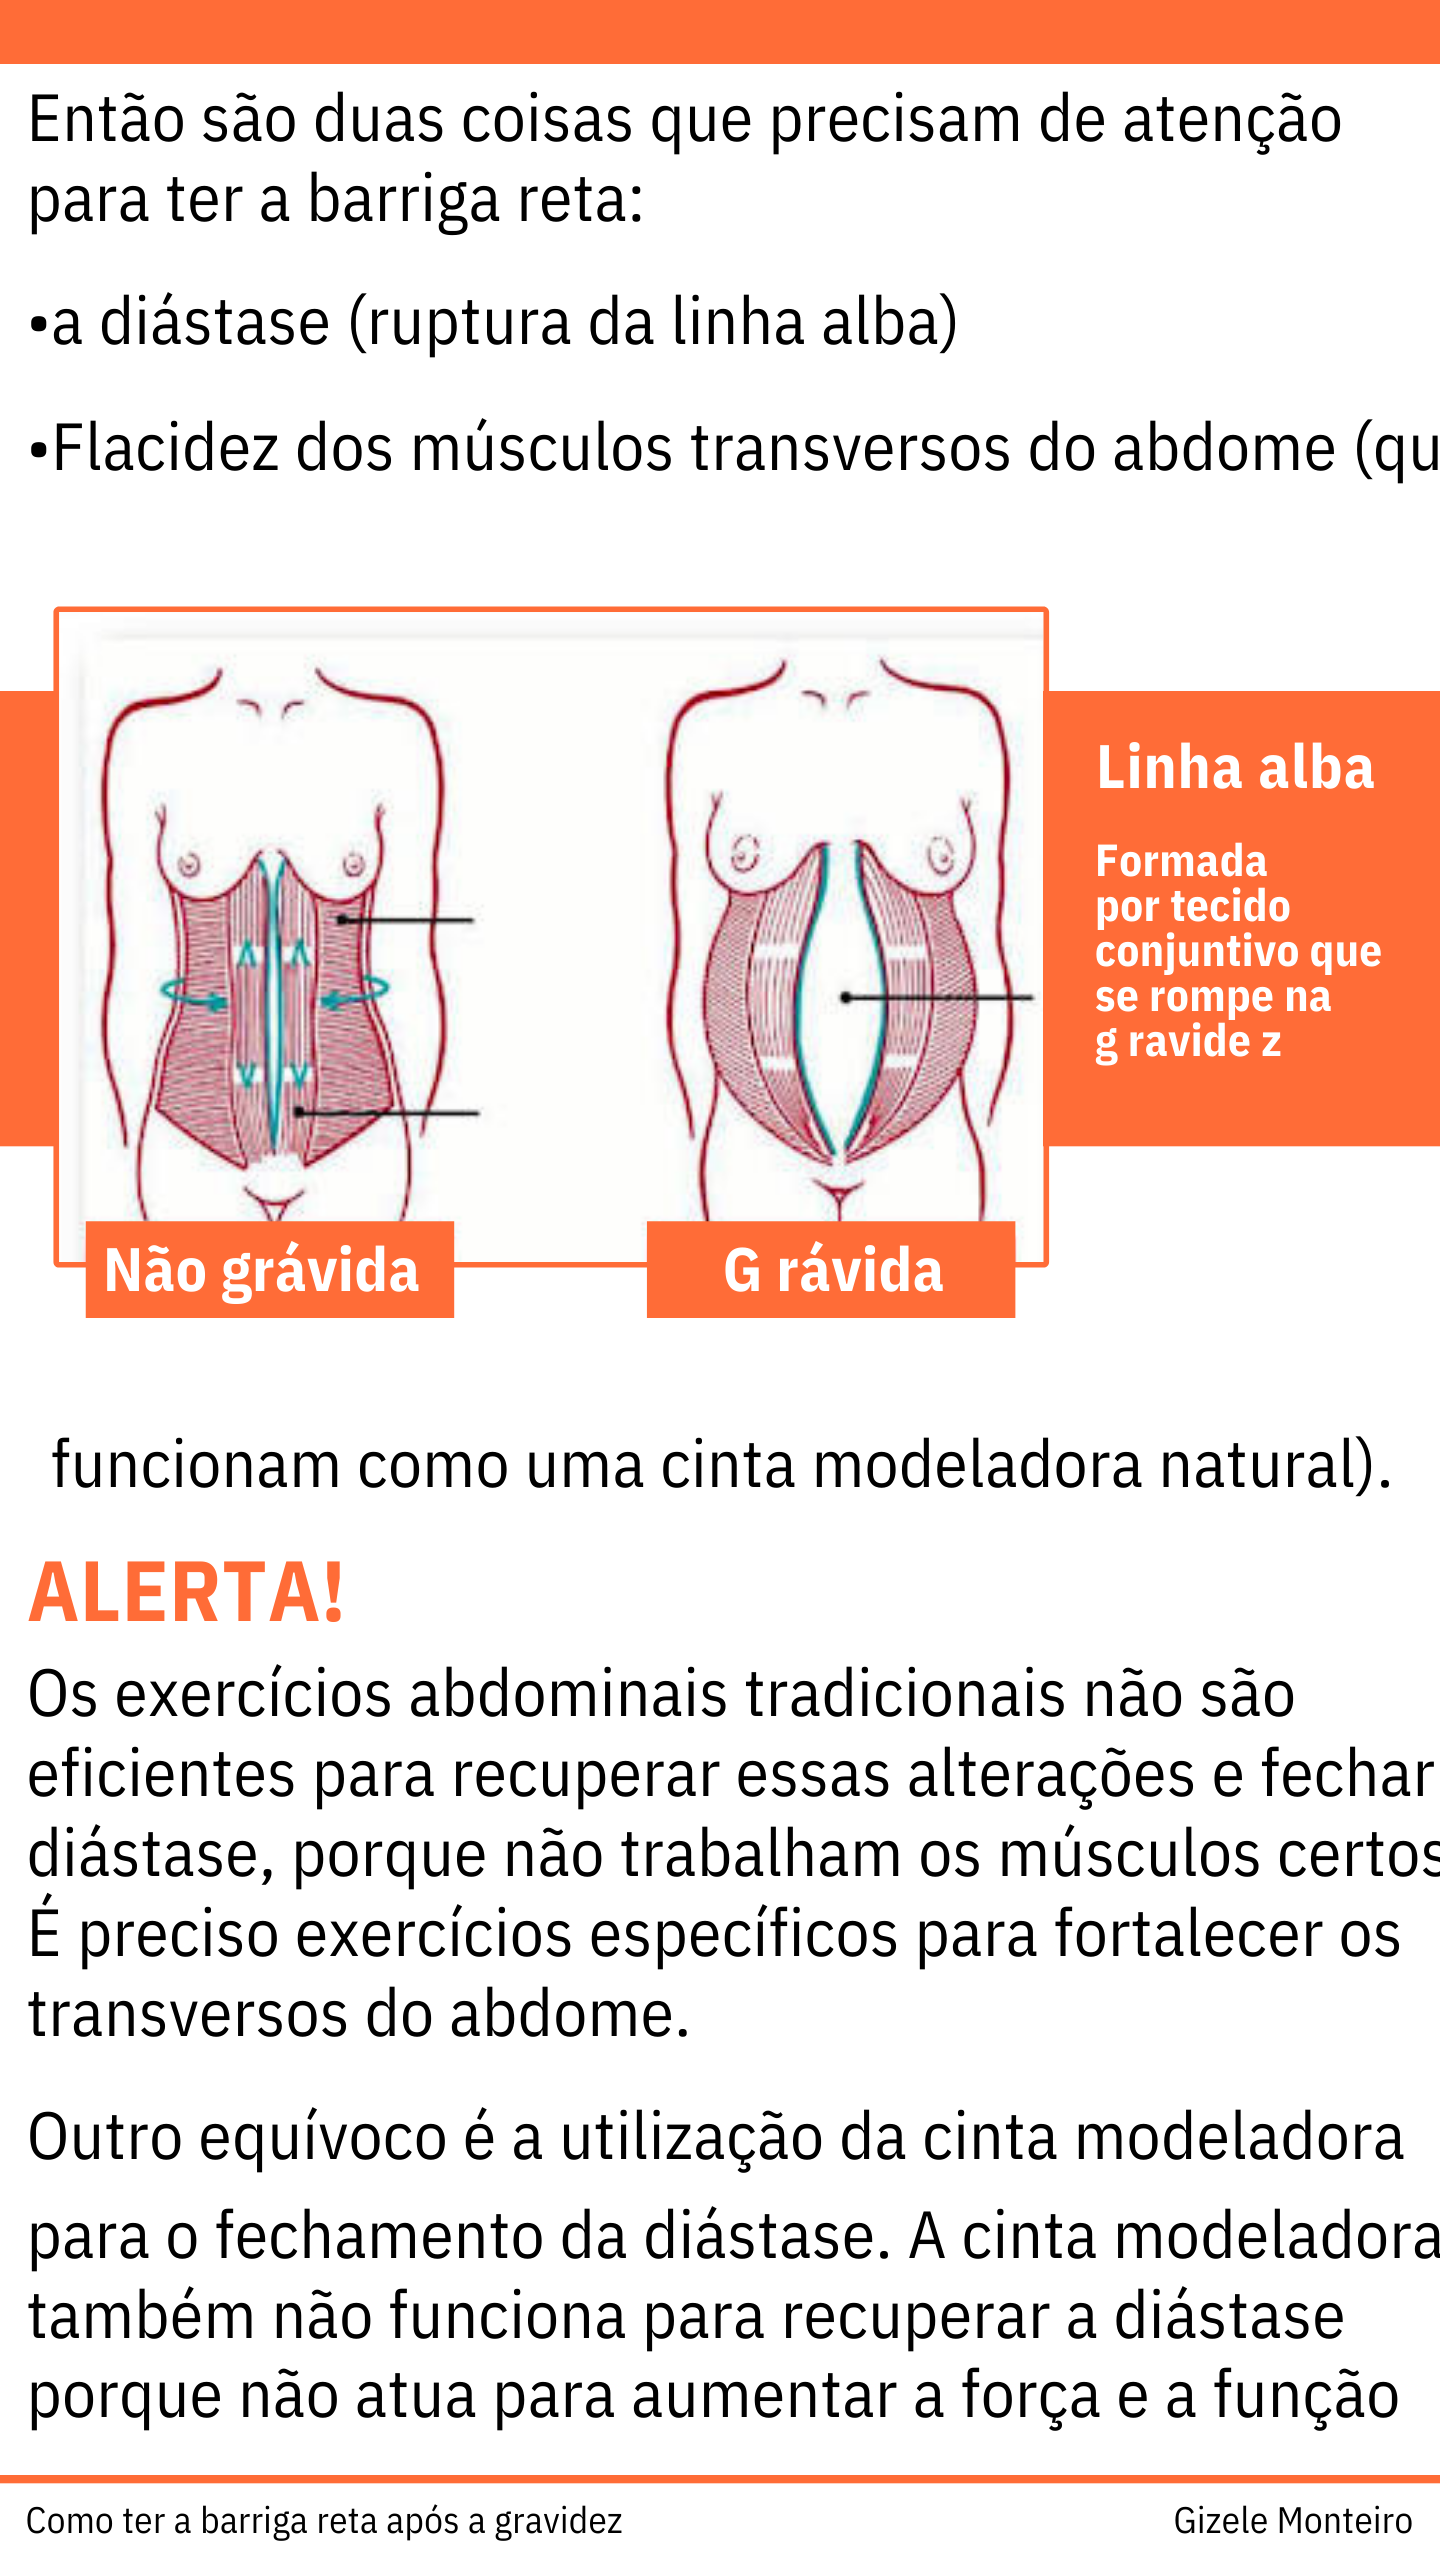 Então são duas coisas que precisam de atenção
para ter a barriga reta:
•a diástase (ruptura da linha alba)
•Flacidez dos músculos transversos do abdome (qu
Linha alba
Formada
por tecido
conjuntivo que
se rompe na
g ravide z
Não grávida
G rávida
funcionam como uma cinta modeladora natural).
ALERTA!
Os exercícios abdominais tradicionais não são
eficientes para recuperar essas alterações e fechar
diástase, porque não trabalham os músculos certos
É preciso exercícios específicos para fortalecer os
transversos do abdome.
Outro equívoco é a utilização da cinta modeladora
para o fechamento da diástase. A cinta modeladora
também não funciona para recuperar a diástase
porque não atua para aumentar a força e a função
Como ter a barriga reta após a gravidez
Gizele Monteiro